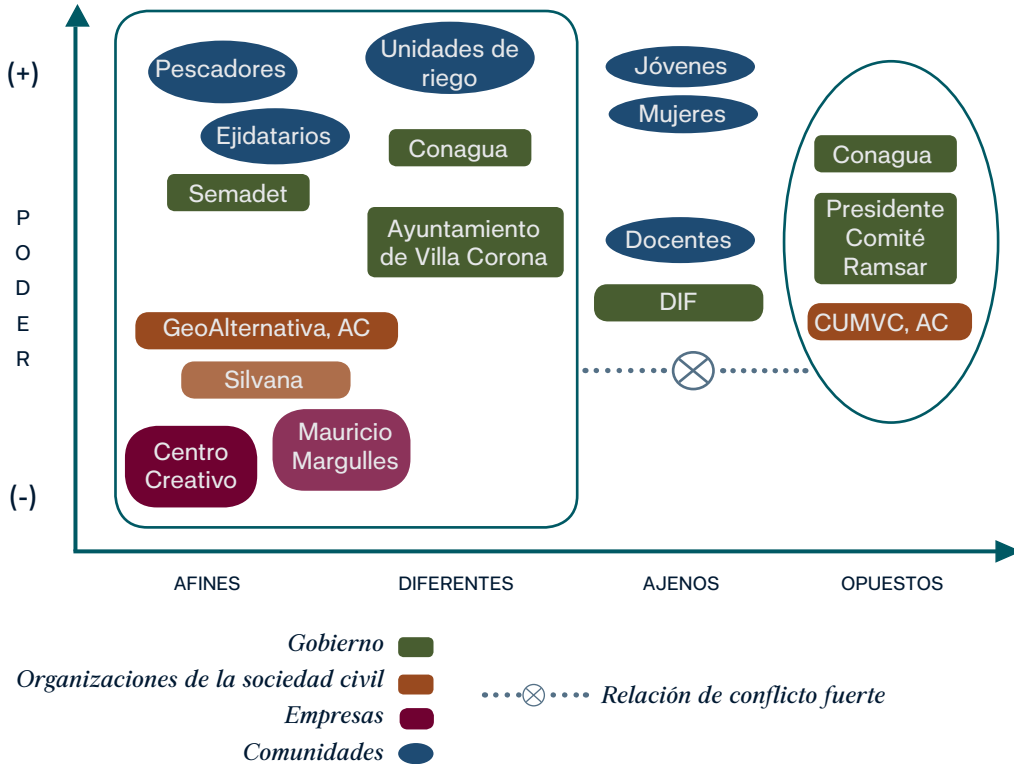 (+)
PODER
(-)
Pescadores
Ejidatarios
Semadet
GeoAlternativa, AC
Silvana
Centro
Creativo
Mauricio
Margulles
Unidades de
riego
Conagua
Ayuntamiento
de Villa Corona
Jóvenes
Mujeres
Docentes
DIF
Conagua
Presidente
Comité
Ramsar
CUMVC, AC
AFINES
DIFERENTES
AJENOS
OPUESTOS
Gobierno
Organizaciones de la sociedad civil
Empresas
Comunidades
Relación de conflicto fuerte